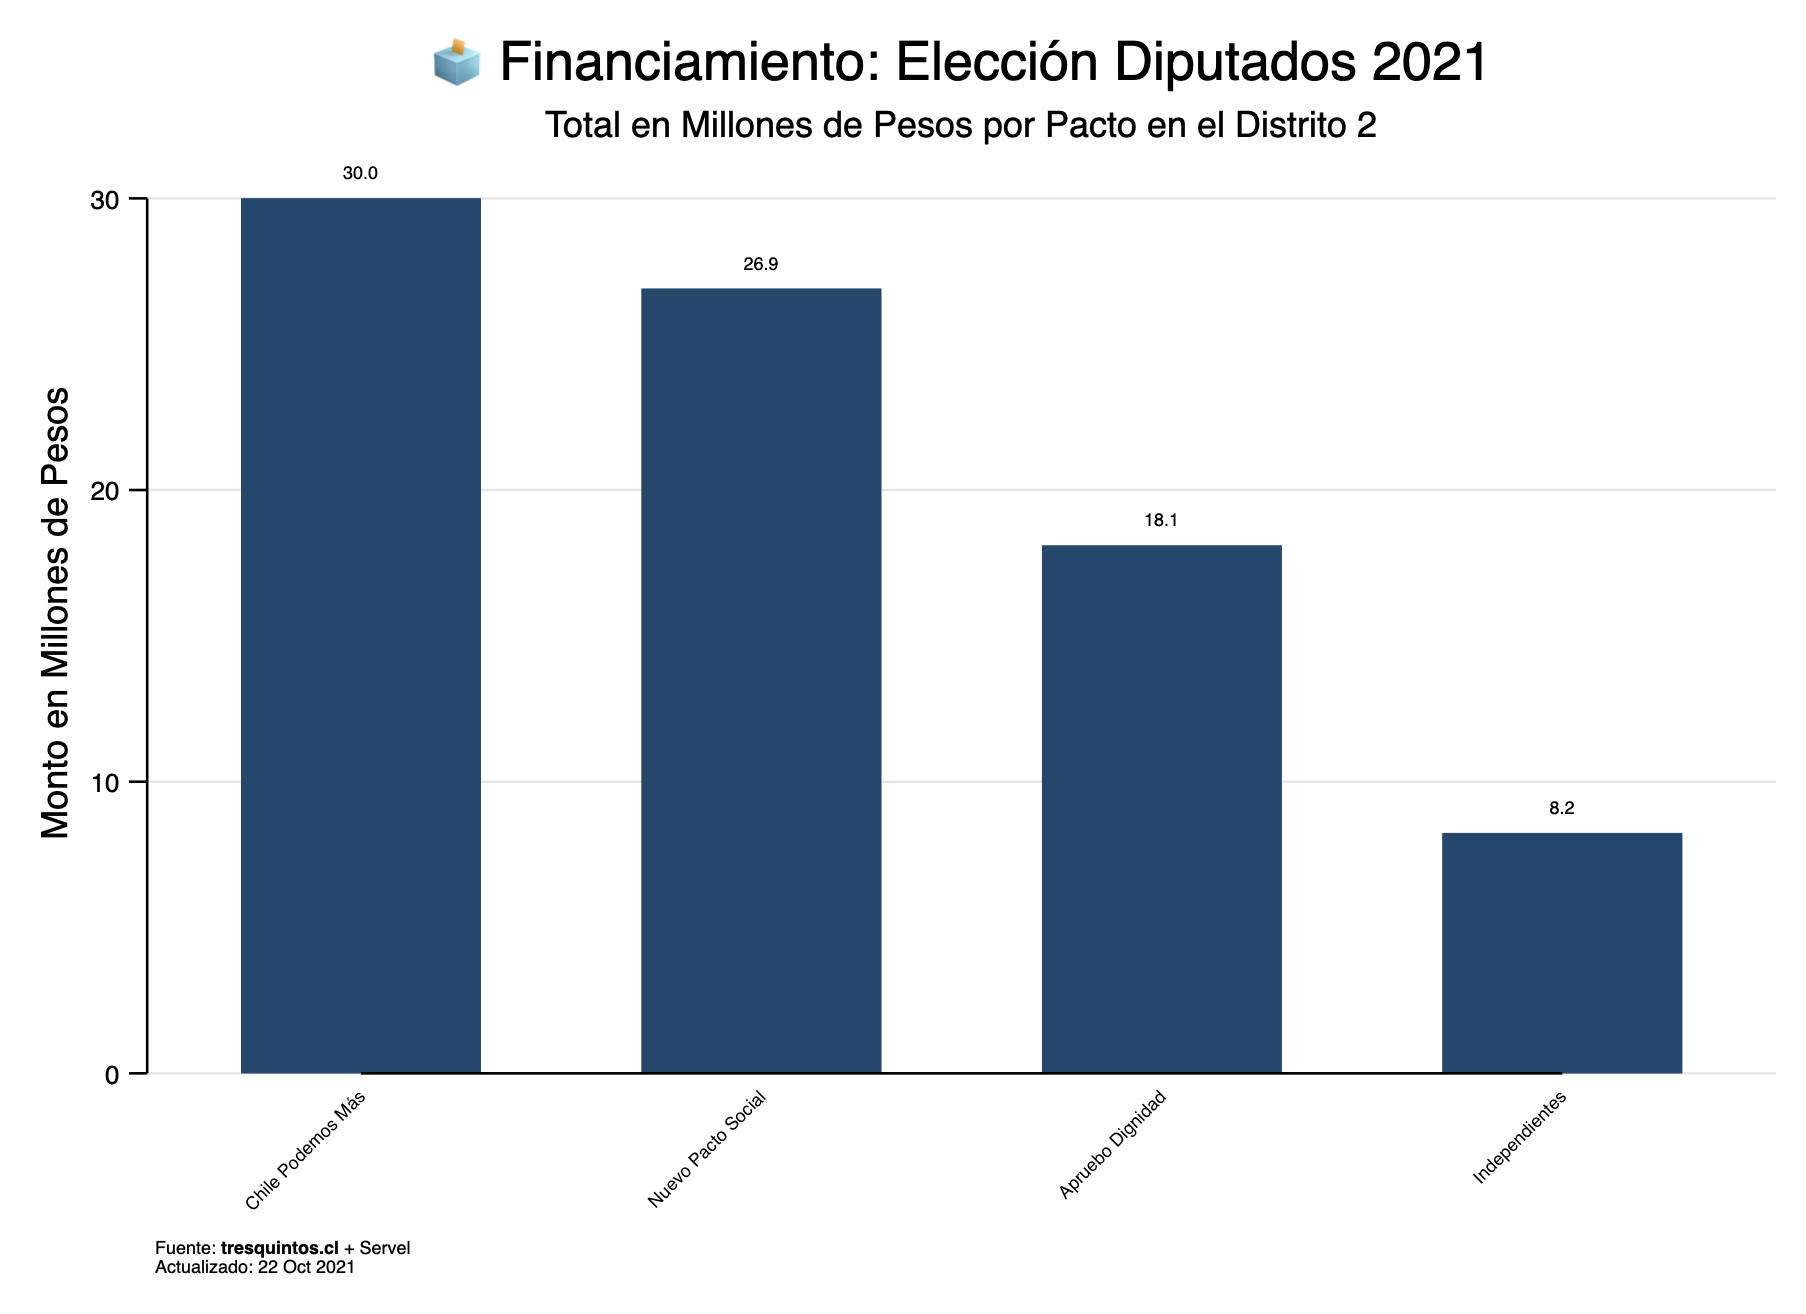 🗳️ Financiamiento: Elección Diputados 2021
Total en Millones de Pesos por Pacto en el Distrito 2
Monto en Millones de Pesos
30
20
10
0
30.0
26.9
18.1
8.2
Chile Podemos Más
Nuevo Pacto Social
Apruebo Dignidad
Independientes
Fuente: tresquintos.cl + Servel
Actualizado: 22 Oct 2021